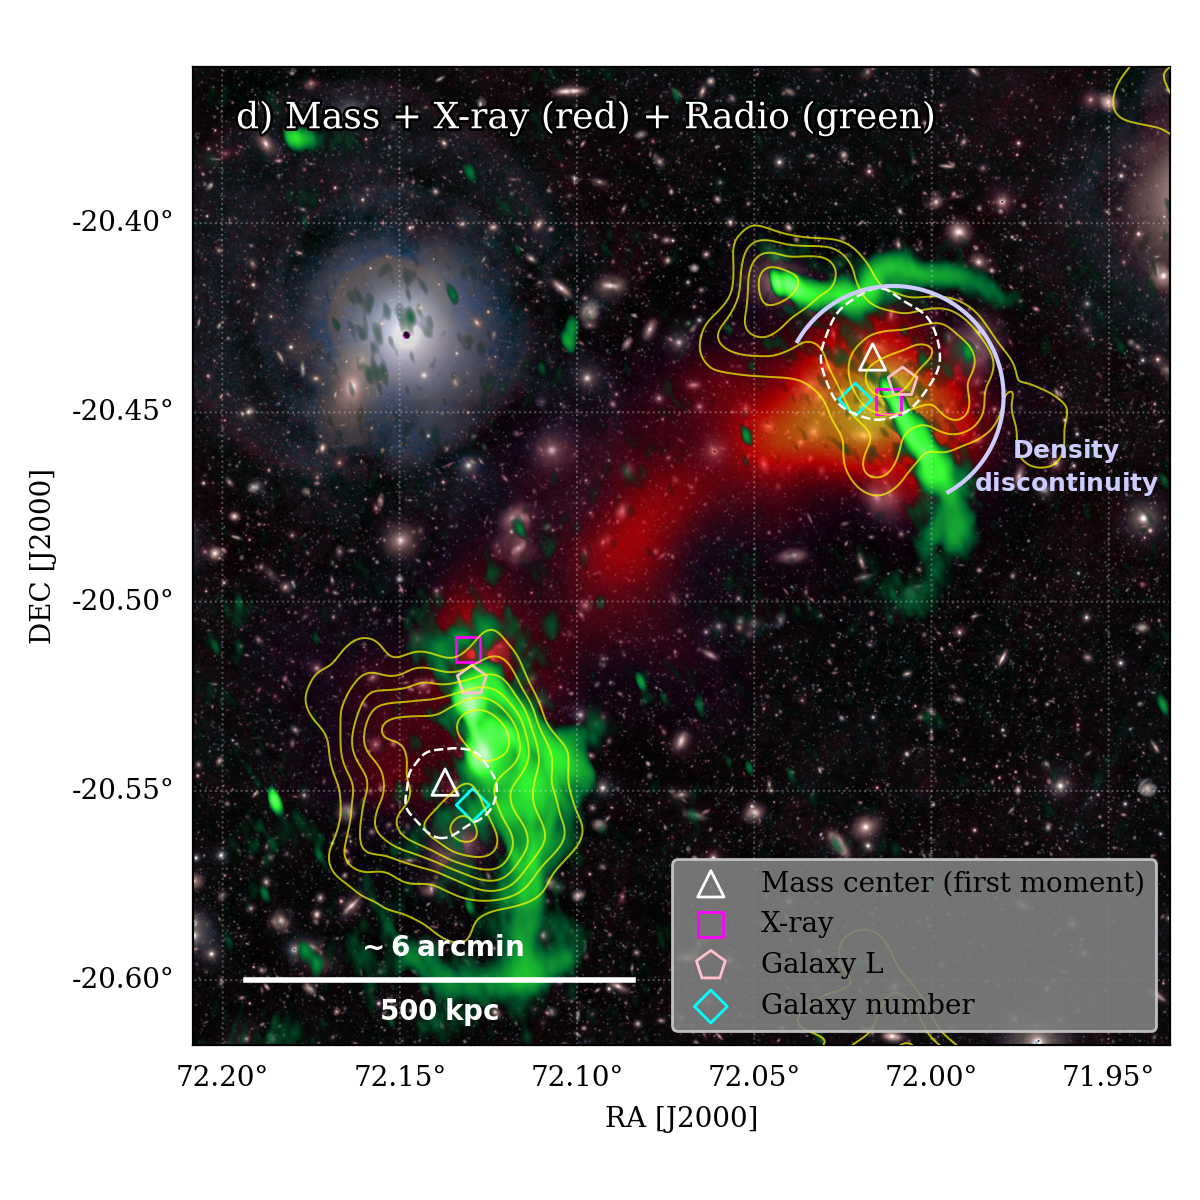 d) Mass + X-ray (red) + Radio (green)
-20.40°
-20.45°
-20.50°
-20.55°
-20.60°
DEC [J2000]
Density
discontinuity
~ 6 arcmin
500 kpc
Mass center (first moment)
X-ray
Galaxy L
Galaxy number
72.20° 72.15° 72.10° 72.05° 72.00° 71.95°
RA [J2000]